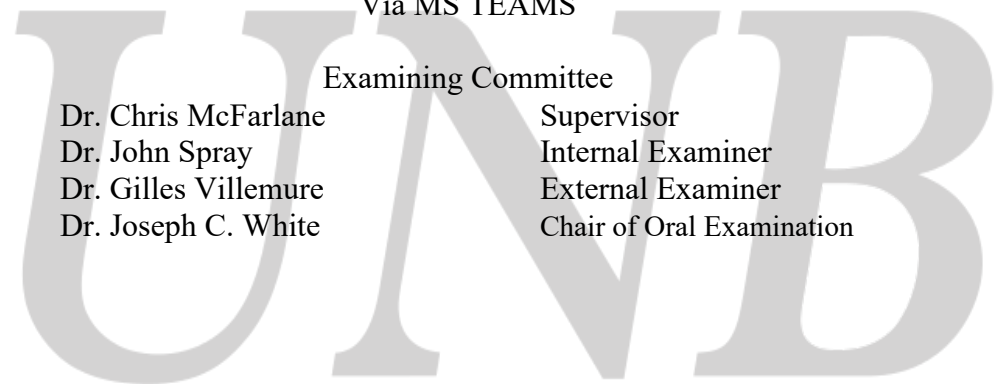 Via MS TEAMS
Examining Committee
Dr. Chris McFarlane Supervisor
Dr. John Spray Internal Examiner
Dr. Gilles Villemure External Examiner
Dr. Joseph C. White Chair of Oral Examination
UNB